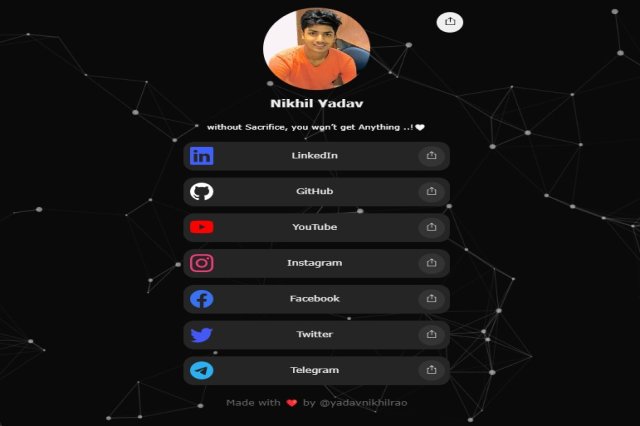 Nikhil Yadav
without Sacrifice, you won't get Anything ..!
LinkedIn
GitHub
YouTube
Instagram
Facebook
Twitter
Telegram
Made with ❤ by @yadavnikhilrao